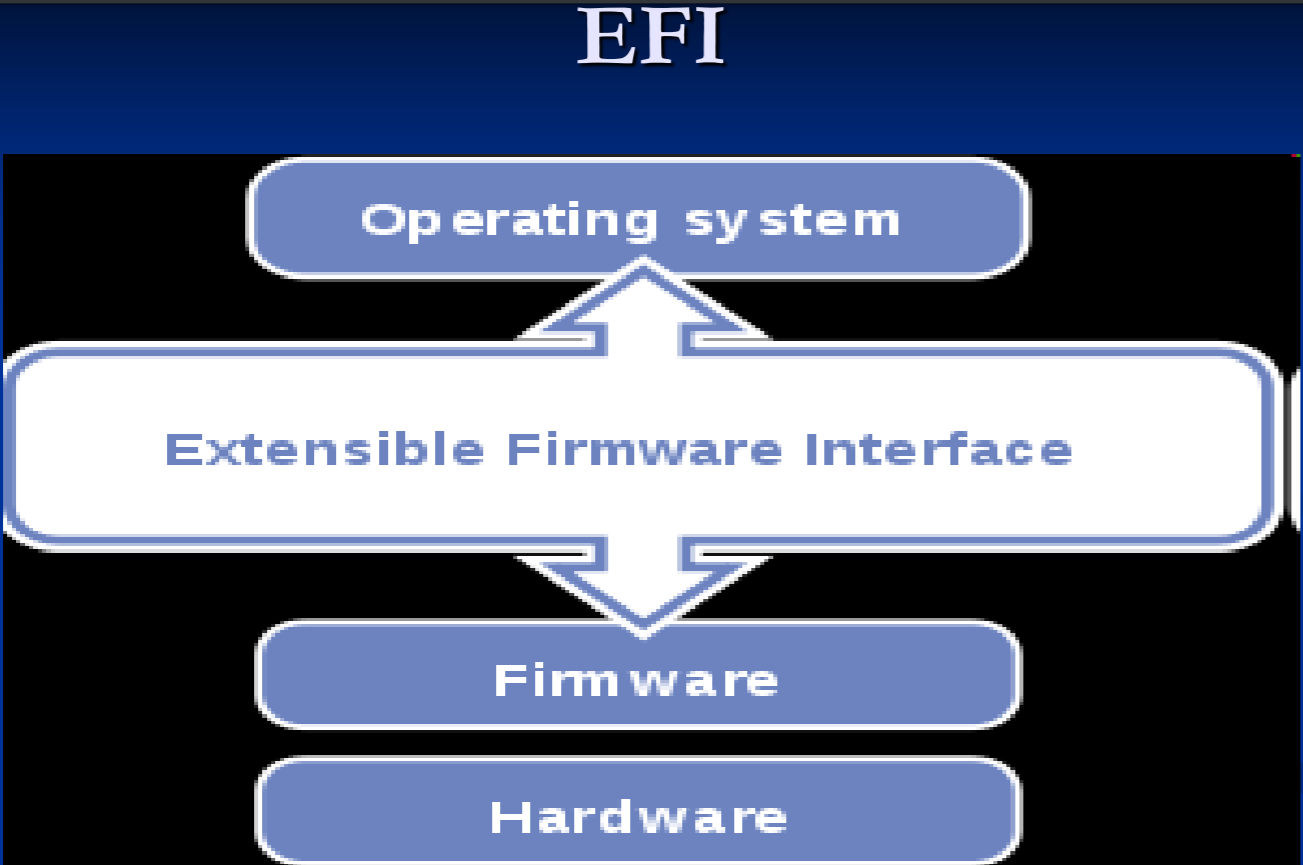 EFI
Operating system
Extensible Firmware Interface
Firmware
Hardware